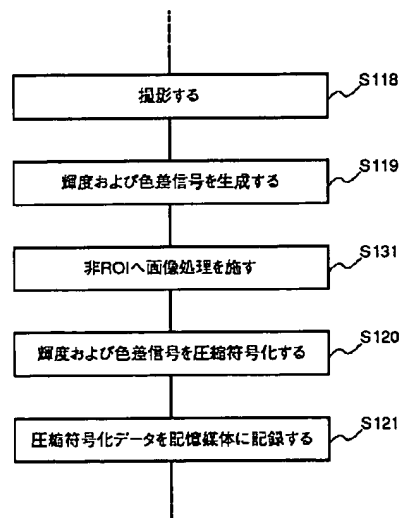 撮影する
S118
輝度および色差信号を生成する
S119
非ROIへ画像処理を施す
S131
輝度および色差信号を圧縮符号化する
S120
圧縮符号化データを記憶媒体に記録する
S121